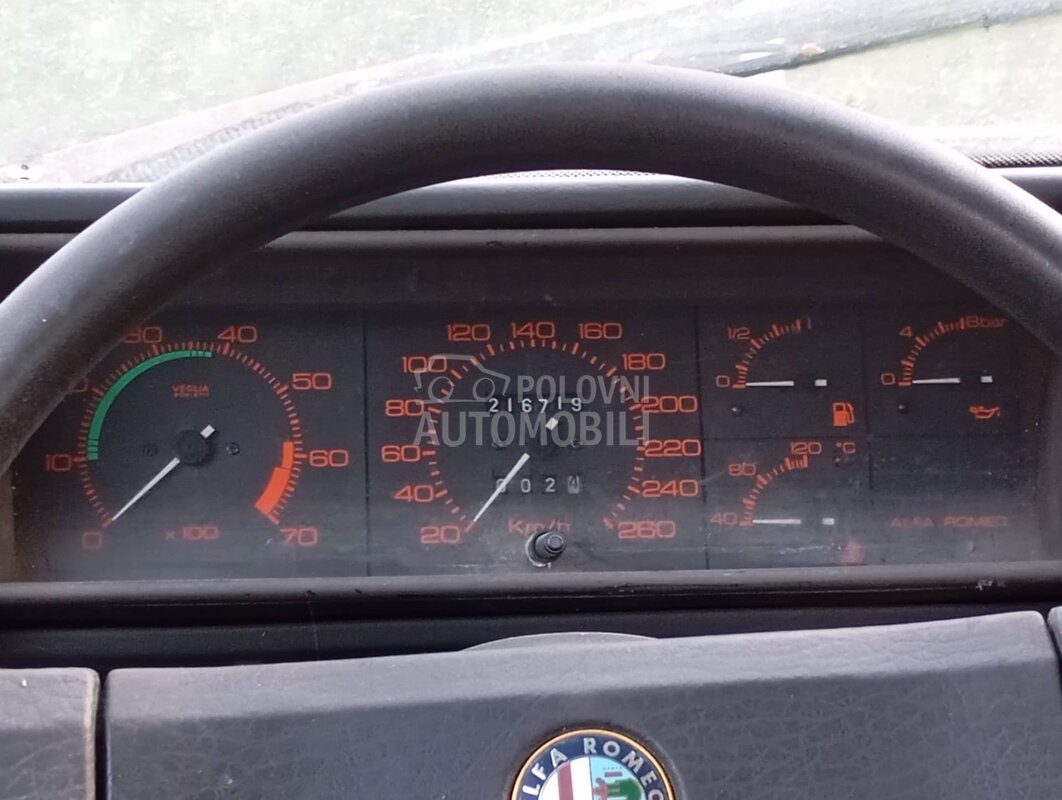 30 40 50 60 70 10 0
VEGLIA
BORLETTI
x100
20 40 60 80 100 120 140 160 180 200 220 240 260
216719
Km/h
POLOVNI
AUTOMOBILI
0 1/2 1
0 4 8bar
40 80 120 °C
ALFA ROMEO
ALFA ROMEO